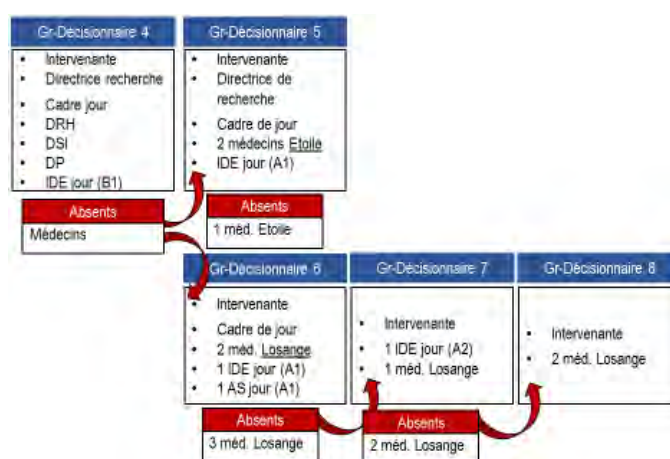 Gr-Décisionnaire 4
• Intervenante
• Directrice recherche
• Cadre jour
• DRH
• DSI
• DP
• IDE jour (B1)
Absents
Médecins
Gr-Décisionnaire 5
• Intervenante
• Directrice de
recherche
• Cadre de jour
• 2 médecins Etoile
• IDE jour (A1)
Absents
1 méd. Etoile
Gr-Décisionnaire 6
• Intervenante
• Cadre de jour
• 2 méd. Losange
• 1 IDE jour (A1)
• 1 AS jour (A1)
Absents
3 méd. Losange
Gr-Décisionnaire 7
• Intervenante
• 1 IDE jour (A2)
• 1 méd. Losange
Absents
2 méd. Losange
Gr-Décisionnaire 8
• Intervenante
• 2 méd. Losange